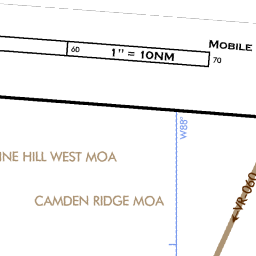 MOBILE
60
1" = 10NM
70
W88°
INE HILL WEST MOA
VR-060
CAMDEN RIDGE MOA